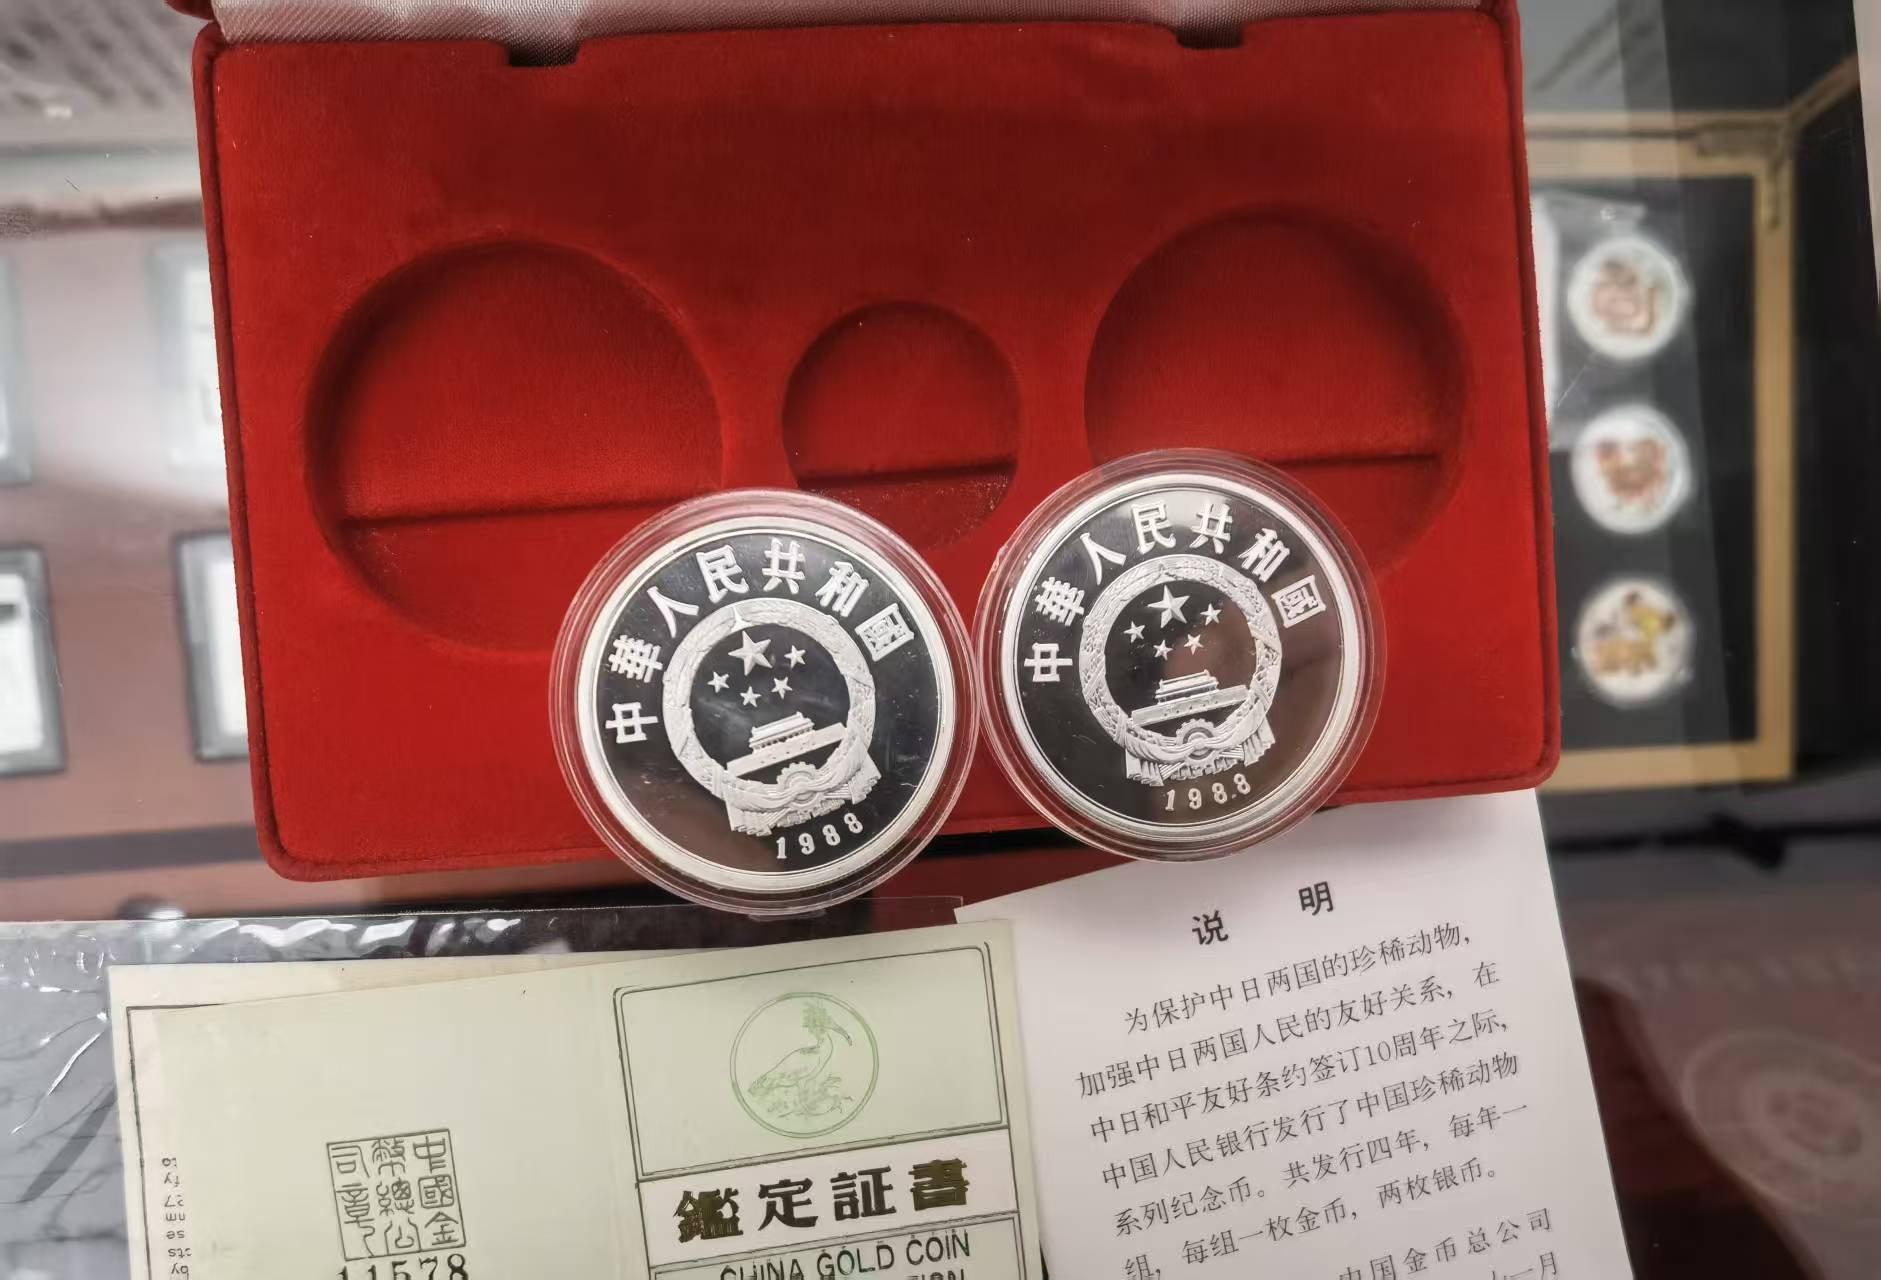 中華人民共和國
1988
中華人民共和國
1988
说 明
为保护中日两国的珍稀动物，
加强中日两国人民的友好关系，在
中日和平友好条约签订10周年之际，
中国人民银行发行了中国珍稀动物
系列纪念币。共发行四年，每年一
组，每组一枚金币，两枚银币。
中国金币总公司
一月
中國金
幣總公
司章
11578
鑑定証書
CHINA GOLD COIN